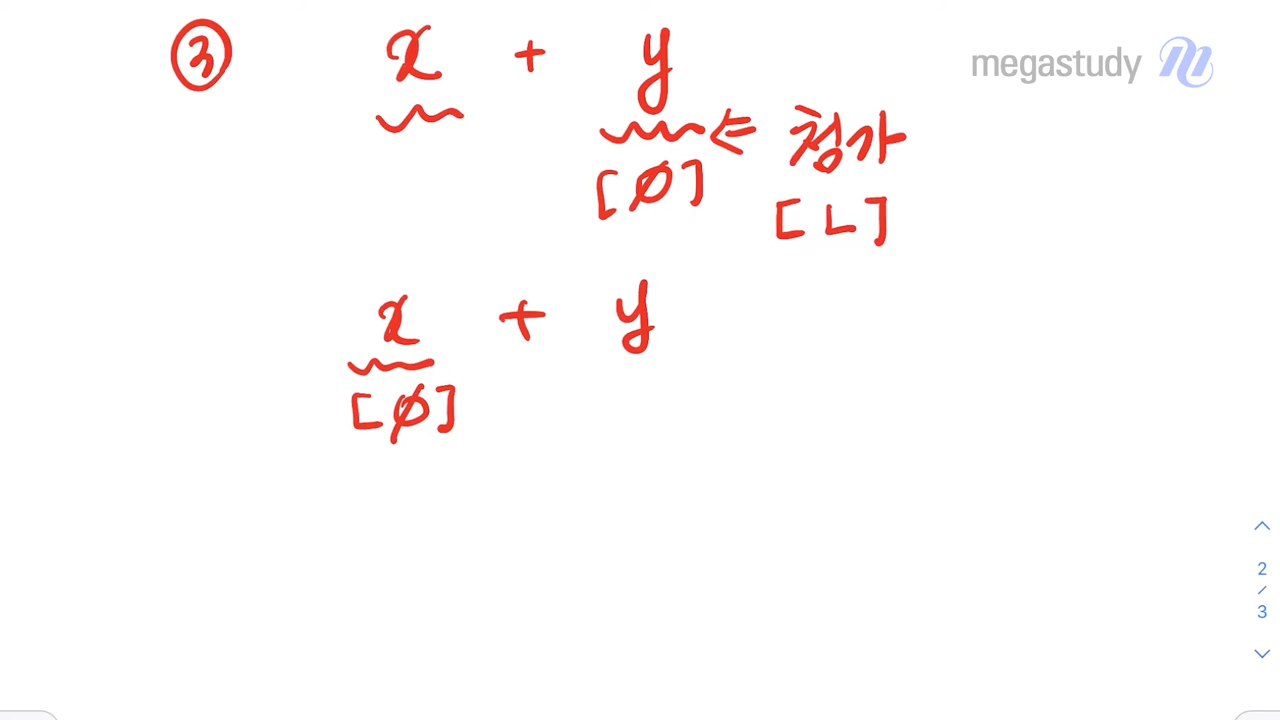 ③ x + y
megastudy
[ø] ⇐ 첨가
[ㄴ]
x + y
[ø]
2
/
3